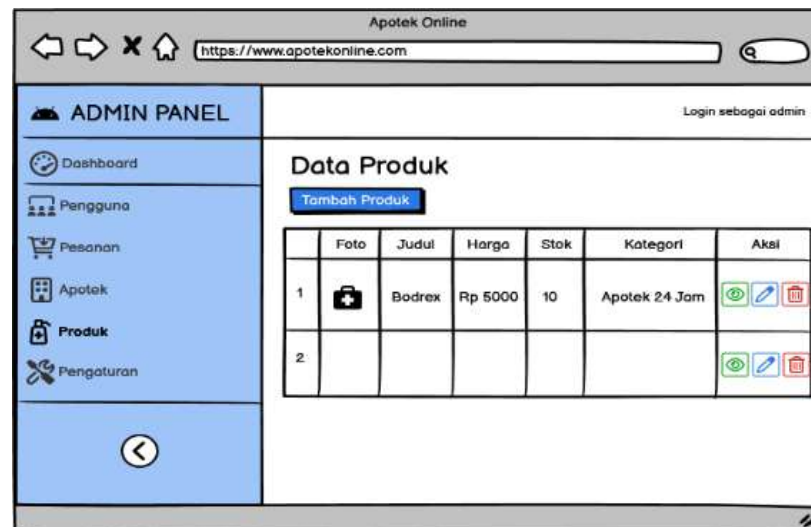 Apotek Online
https://www.apotekonline.com
ADMIN PANEL
Login sebagai admin
Dashboard
Pengguna
Pesanan
Apotek
Produk
Pengaturan
Data Produk
Tambah Produk
Foto Judul Harga Stok Kategori Aksi
1 Bodrex Rp 5000 10 Apotek 24 Jam
2